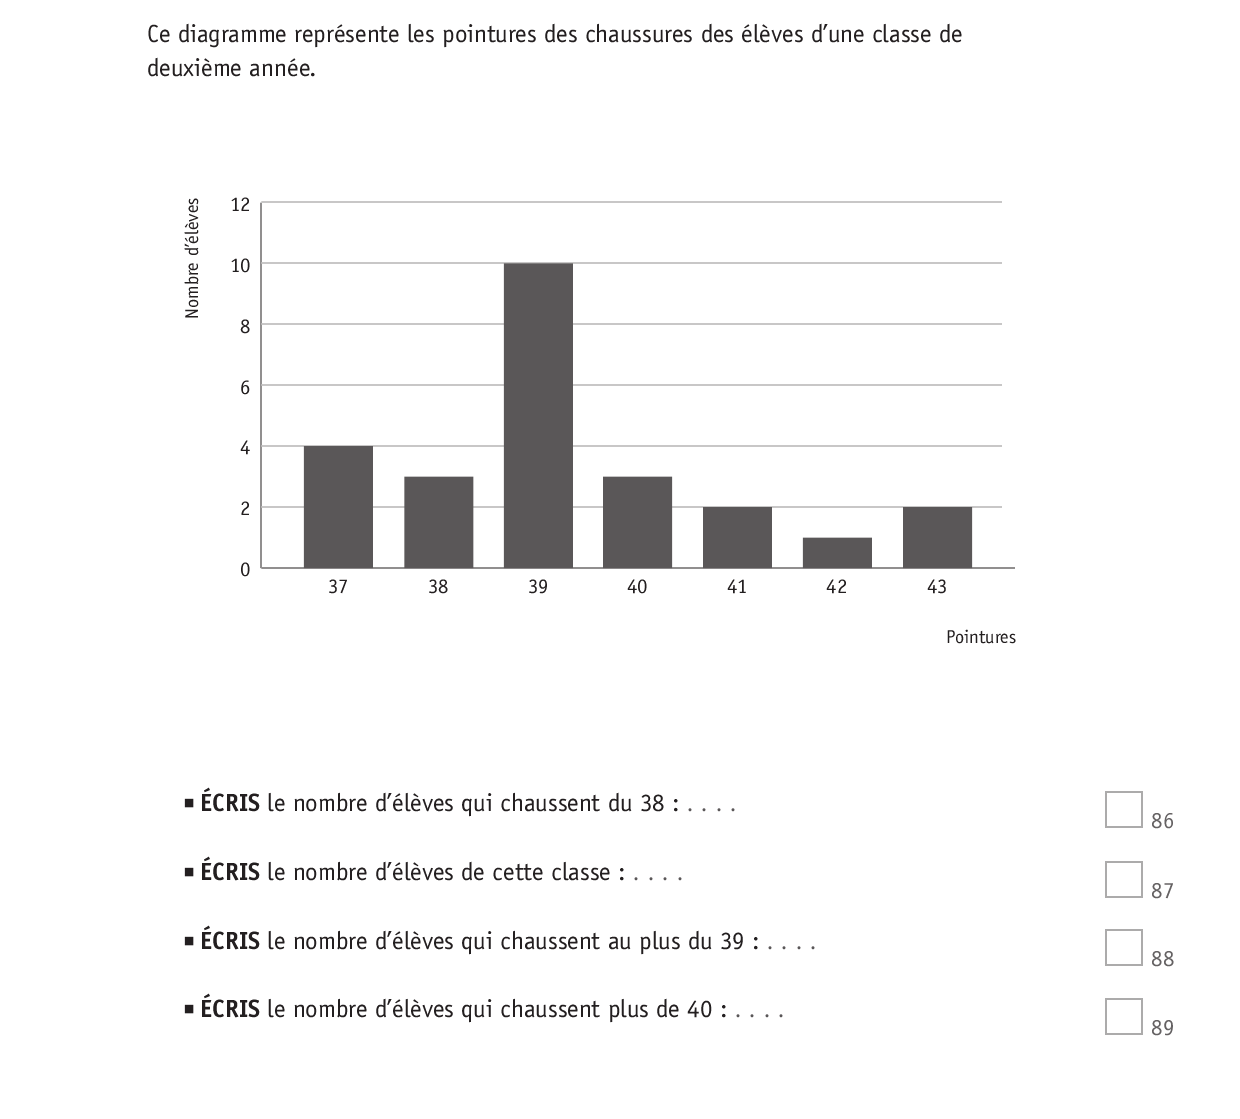 Ce diagramme représente les pointures des chaussures des élèves d’une classe de
deuxième année.
Nombre d’élèves
12
10
8
6
4
2
0
37 38 39 40 41 42 43
Pointures
■ ÉCRIS le nombre d’élèves qui chaussent du 38 : . . . . 86
■ ÉCRIS le nombre d’élèves de cette classe : . . . . 87
■ ÉCRIS le nombre d’élèves qui chaussent au plus du 39 : . . . . 88
■ ÉCRIS le nombre d’élèves qui chaussent plus de 40 : . . . . 89